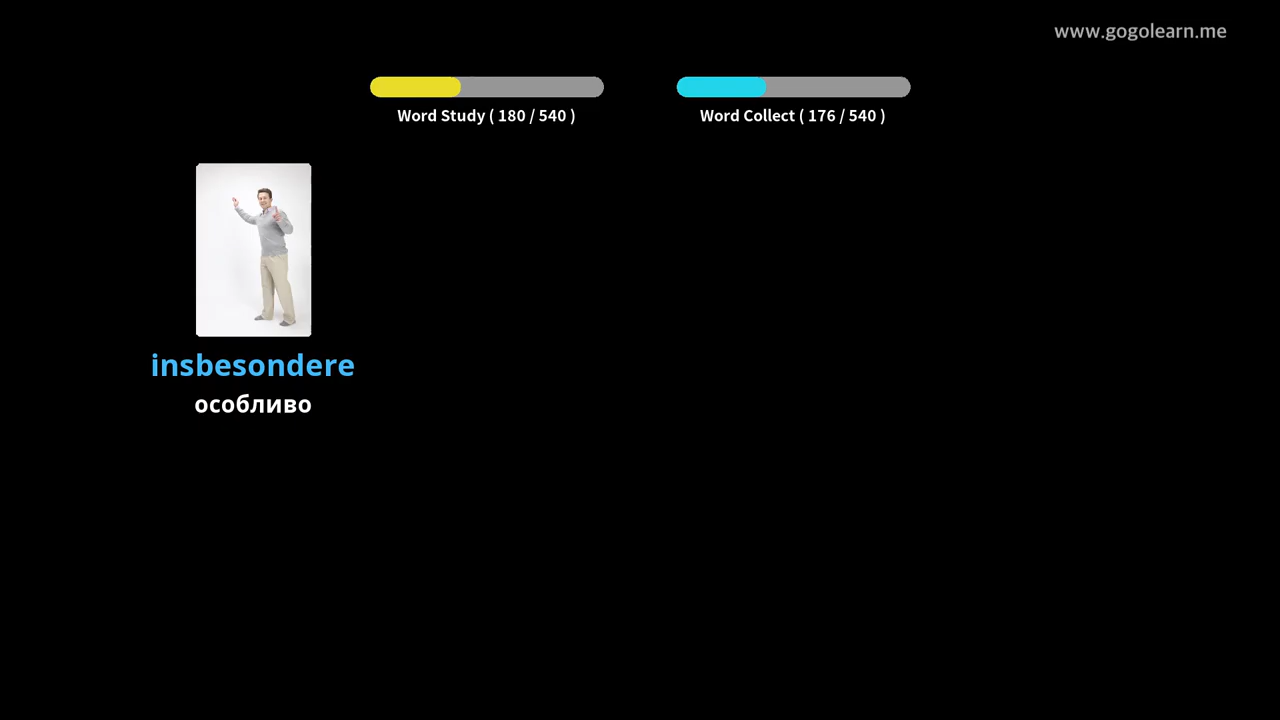 www.gogolearn.me
Word Study ( 180 / 540 )
Word Collect ( 176 / 540 )
insbesondere
особливо